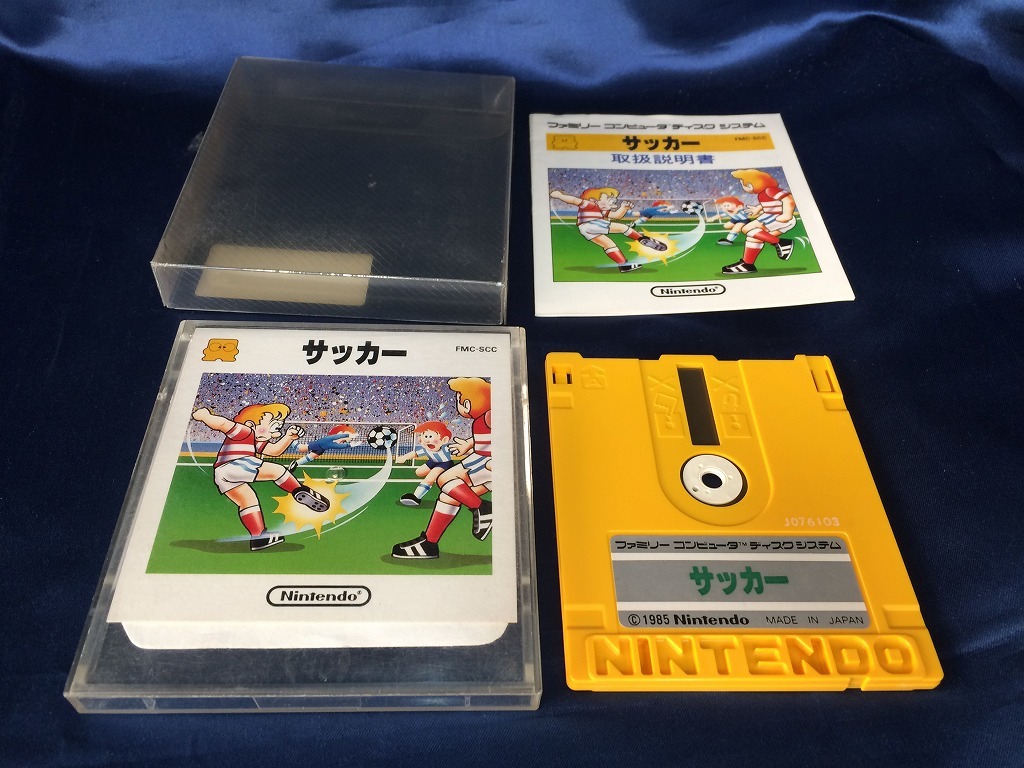 ファミリー コンピュータ ディスク システム
サッカー
FMC-SCC
取扱説明書
Nintendo®
サッカー
FMC-SCC
Nintendo®
J076103
ファミリー コンピュータ™ ディスク システム
サッカー
©1985 Nintendo MADE IN JAPAN
NINTENDO